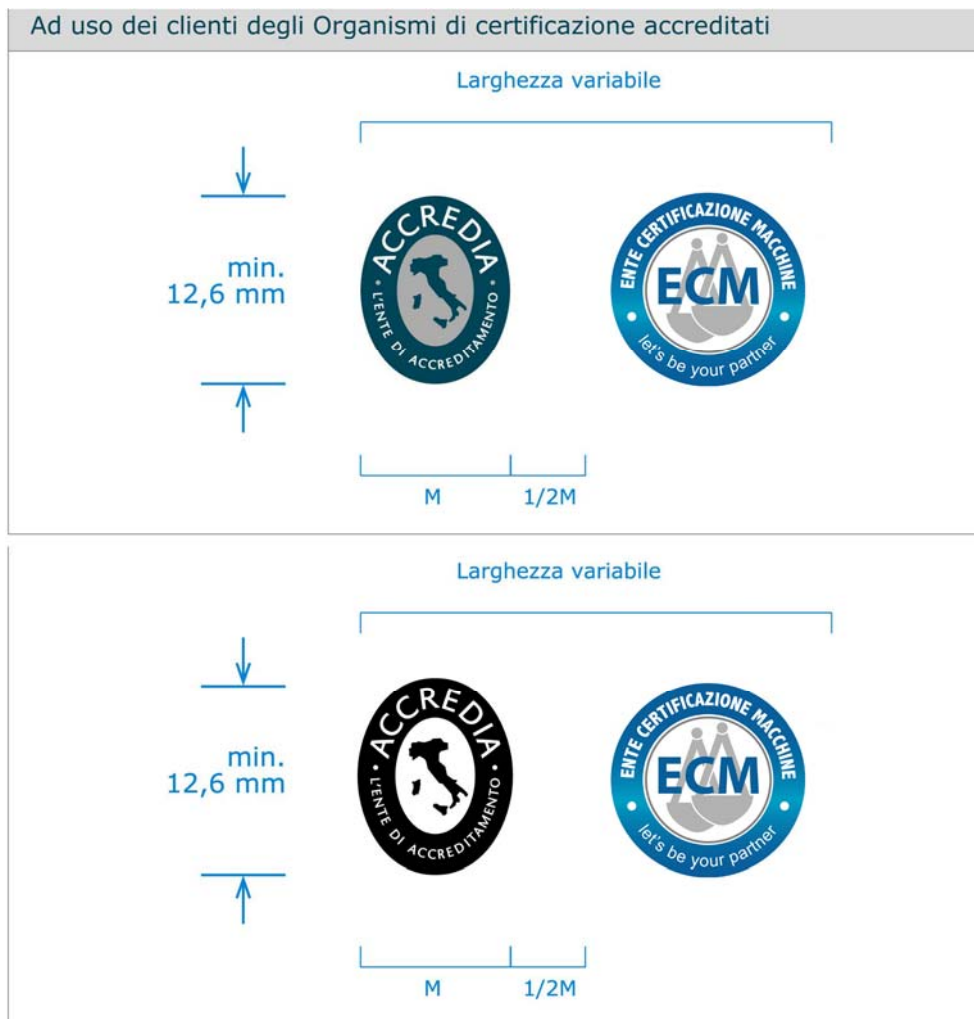 Ad uso dei clienti degli Organismi di certificazione accreditati
Larghezza variabile
min.
12,6 mm
ACCREDIA
L'ENTE DI ACCREDITAMENTO
ENTE CERTIFICAZIONE MACCHINE
ECM
let's be your partner
M
1/2M
Larghezza variabile
min.
12,6 mm
ACCREDIA
L'ENTE DI ACCREDITAMENTO
ENTE CERTIFICAZIONE MACCHINE
ECM
let's be your partner
M
1/2M